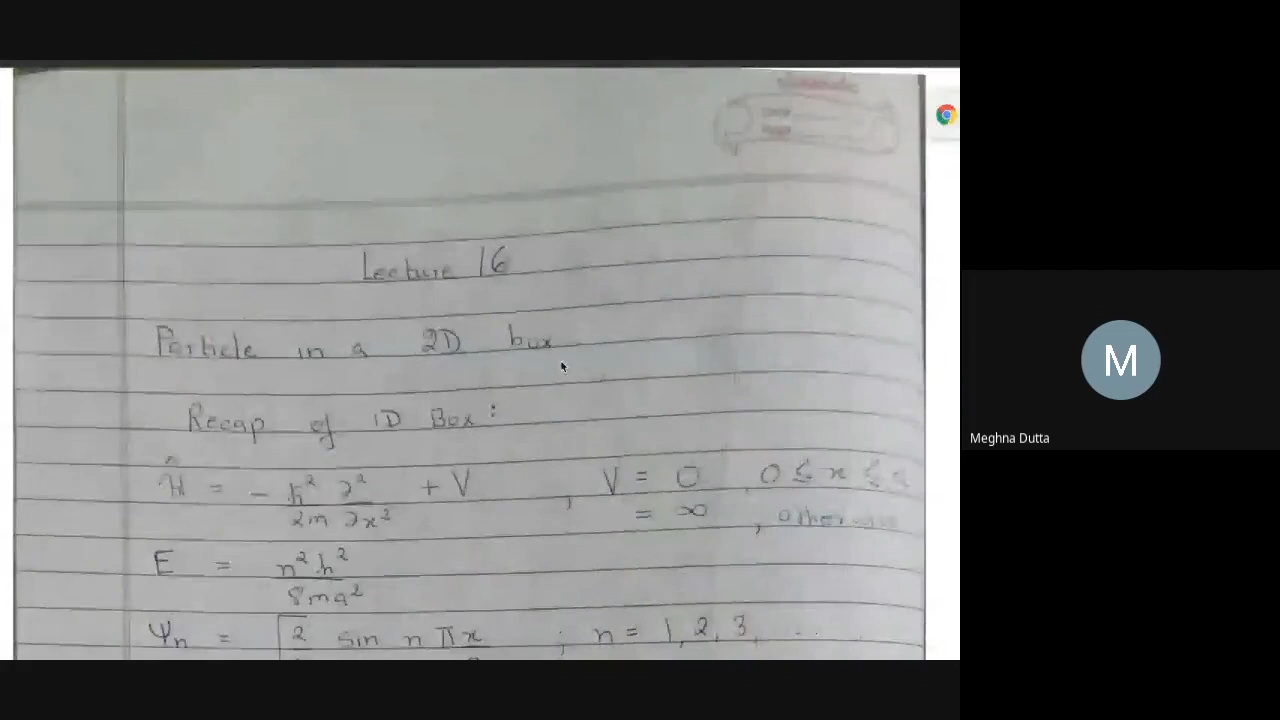 Lecture 16
Particle in a 2D box
Recap of 1D Box :
Ĥ = - ħ² ∂² + V , V = 0 , 0 ≤ x ≤ a
2m ∂x² = ∞ , otherwise
E = n²h²
8ma²
Ψn = √2 sin nπx ; n = 1, 2, 3, ...
M
Meghna Dutta